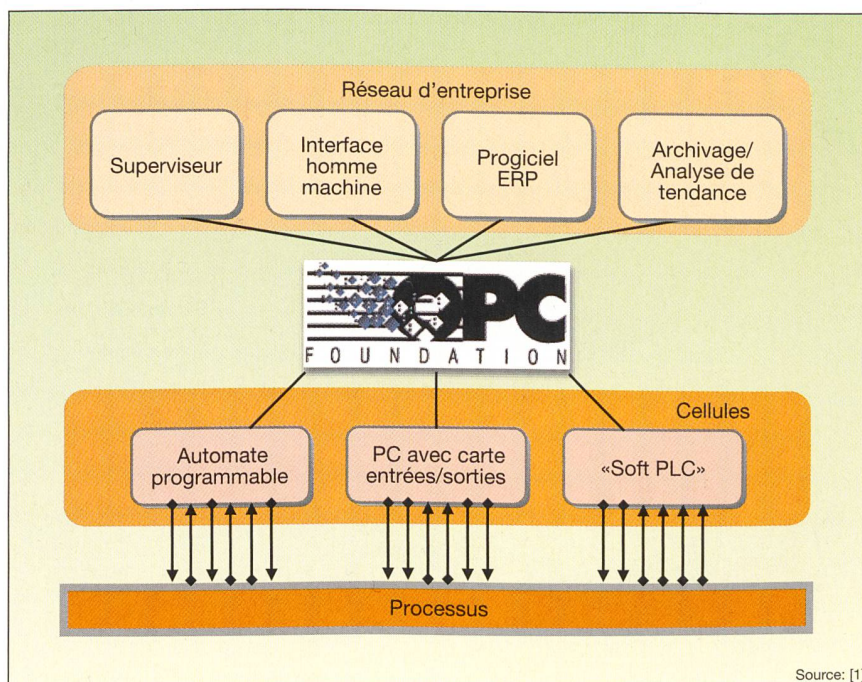 Réseau d'entreprise
Superviseur
Interface
homme
machine
Progiciel
ERP
Archivage/
Analyse de
tendance
OPC
FOUNDATION
Cellules
Automate
programmable
PC avec carte
entrées/sorties
«Soft PLC»
Processus
Source: [1]